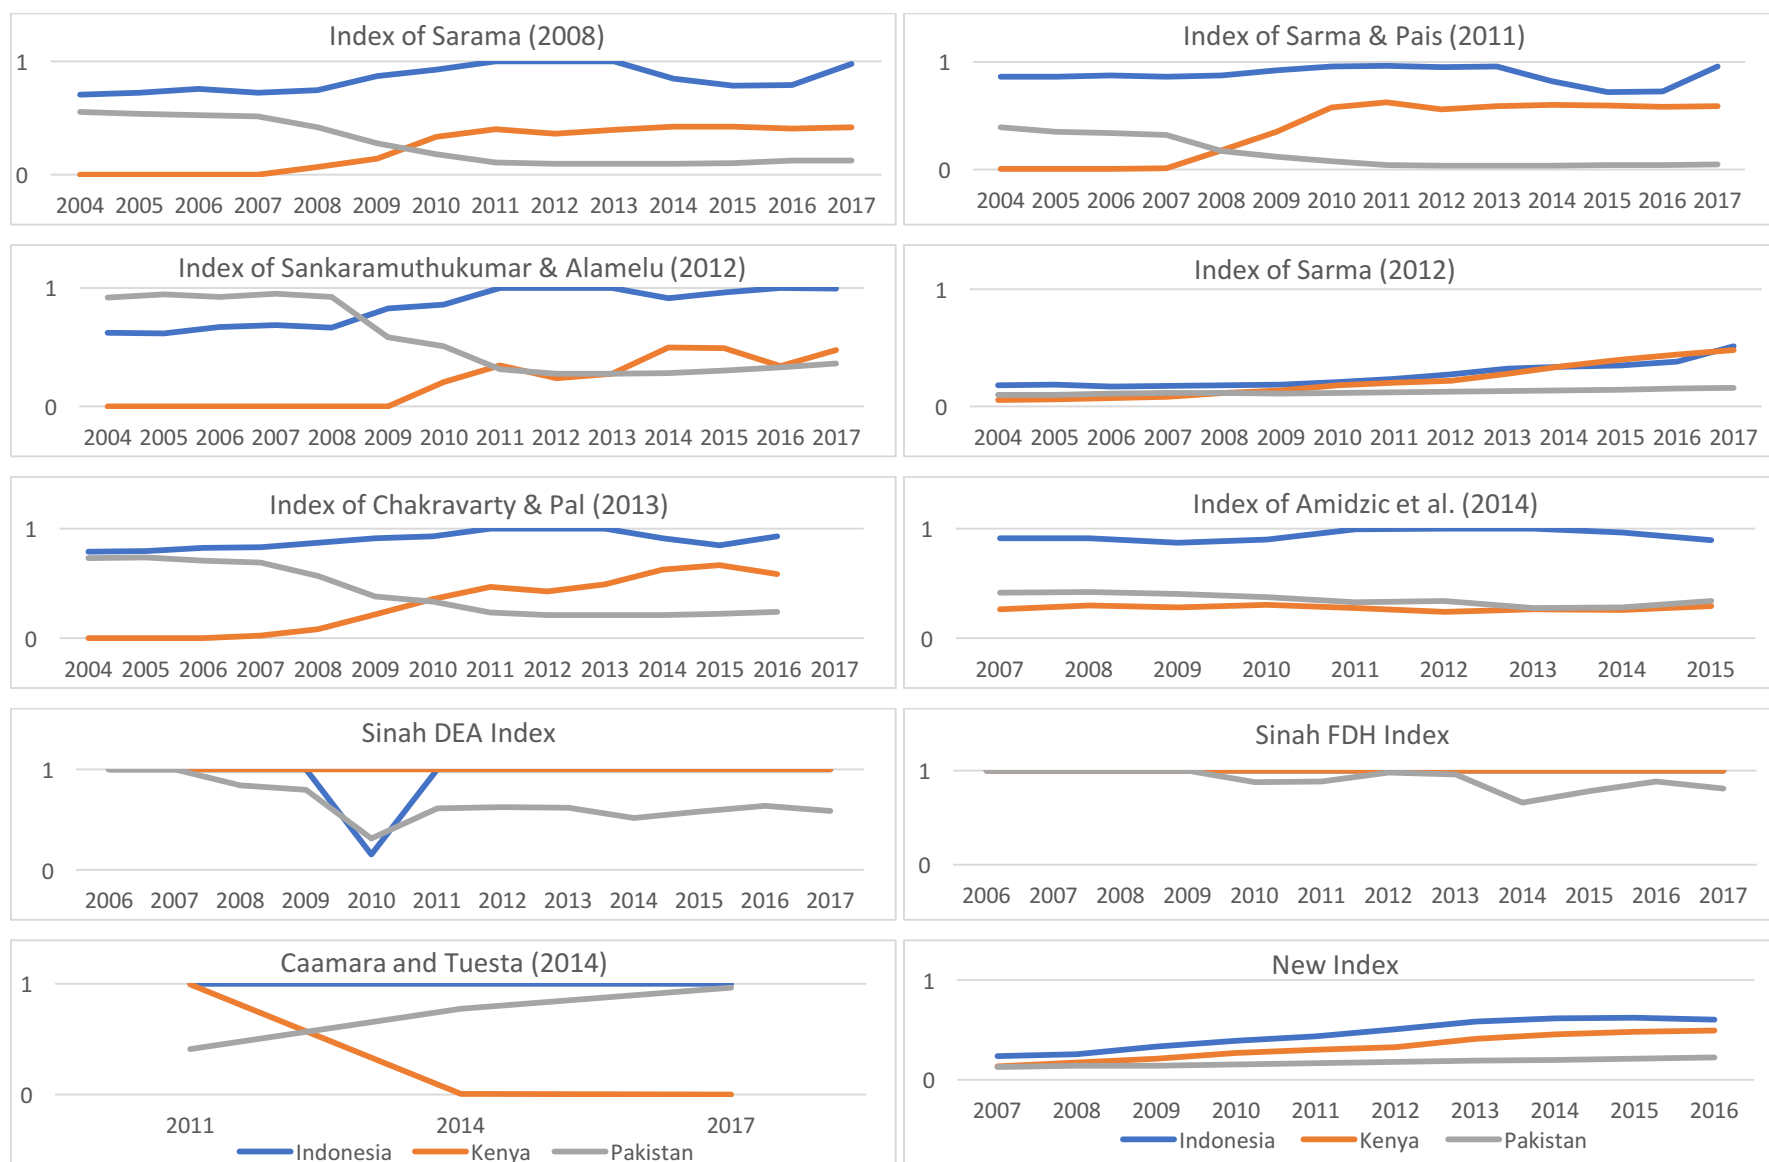 Index of Sarama (2008)
1
0
2004 2005 2006 2007 2008 2009 2010 2011 2012 2013 2014 2015 2016 2017
Index of Sarma & Pais (2011)
1
0
2004 2005 2006 2007 2008 2009 2010 2011 2012 2013 2014 2015 2016 2017
Index of Sankaramuthukumar & Alamelu (2012)
1
0
2004 2005 2006 2007 2008 2009 2010 2011 2012 2013 2014 2015 2016 2017
Index of Sarma (2012)
1
0
2004 2005 2006 2007 2008 2009 2010 2011 2012 2013 2014 2015 2016 2017
Index of Chakravarty & Pal (2013)
1
0
2004 2005 2006 2007 2008 2009 2010 2011 2012 2013 2014 2015 2016 2017
Index of Amidzic et al. (2014)
1
0
2007 2008 2009 2010 2011 2012 2013 2014 2015
Sinah DEA Index
1
0
2006 2007 2008 2009 2010 2011 2012 2013 2014 2015 2016 2017
Sinah FDH Index
1
0
2006 2007 2008 2009 2010 2011 2012 2013 2014 2015 2016 2017
Caamara and Tuesta (2014)
1
0
2011 2014 2017
Indonesia Kenya Pakistan
New Index
1
0
2007 2008 2009 2010 2011 2012 2013 2014 2015 2016
Indonesia Kenya Pakistan